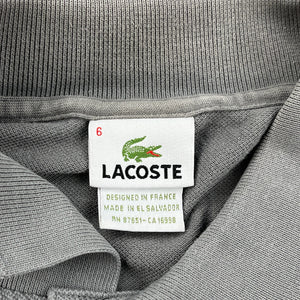 6
LACOSTE
DESIGNED IN FRANCE
MADE IN EL SALVADOR
RN 87651 - CA 16998